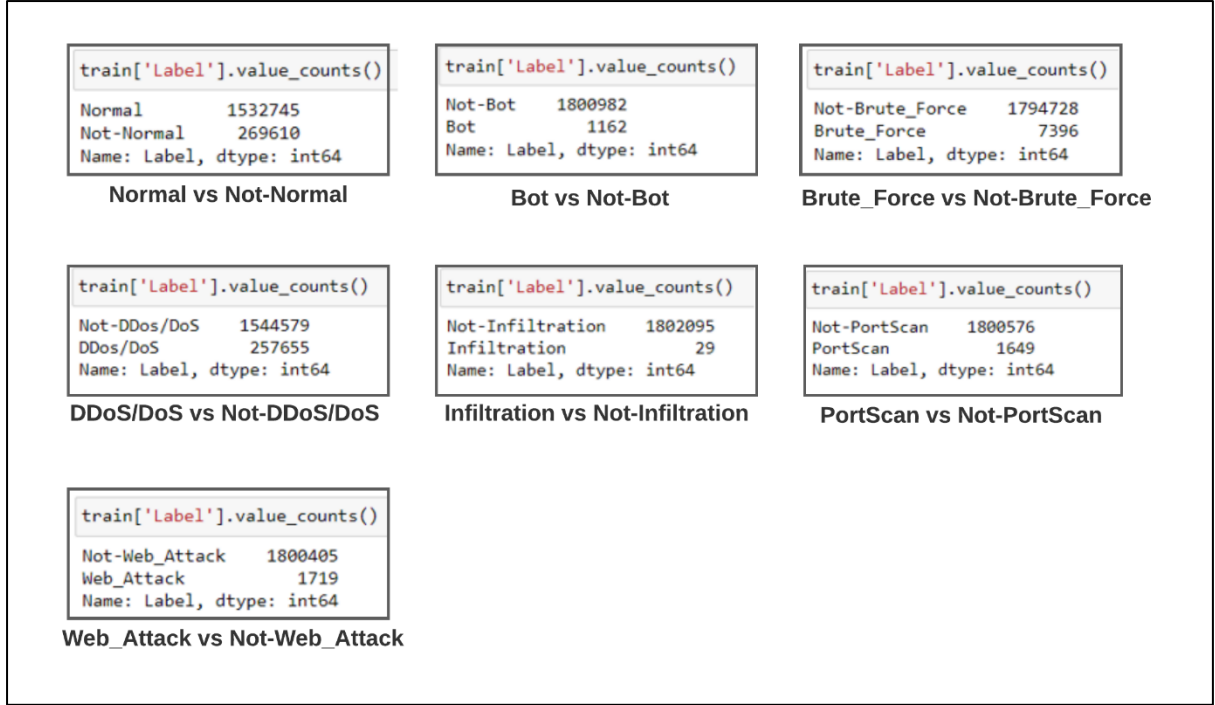 train['Label'].value_counts()
Normal 1532745
Not-Normal 269610
Name: Label, dtype: int64
Normal vs Not-Normal
train['Label'].value_counts()
Not-Bot 1800982
Bot 1162
Name: Label, dtype: int64
Bot vs Not-Bot
train['Label'].value_counts()
Not-Brute_Force 1794728
Brute_Force 7396
Name: Label, dtype: int64
Brute_Force vs Not-Brute_Force
train['Label'].value_counts()
Not-DDos/DoS 1544579
DDos/DoS 257655
Name: Label, dtype: int64
DDoS/DoS vs Not-DDoS/DoS
train['Label'].value_counts()
Not-Infiltration 1802095
Infiltration 29
Name: Label, dtype: int64
Infiltration vs Not-Infiltration
train['Label'].value_counts()
Not-PortScan 1800576
PortScan 1649
Name: Label, dtype: int64
PortScan vs Not-PortScan
train['Label'].value_counts()
Not-Web_Attack 1800405
Web_Attack 1719
Name: Label, dtype: int64
Web_Attack vs Not-Web_Attack